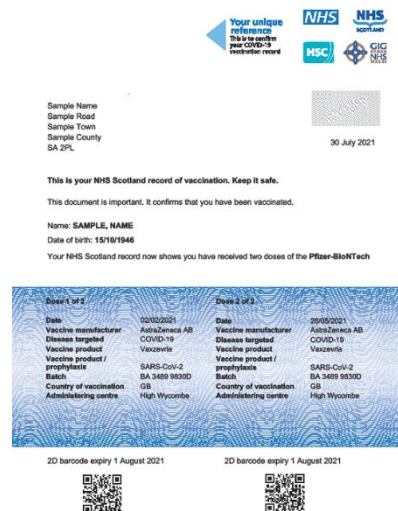 Your unique
reference
This is to confirm
your COVID-19
vaccination record
NHS
NHS
SCOTLAND
HSC
GIG
NHS
Sample Name
Sample Road
Sample Town
Sample County
SA 2PL
30 July 2021
This is your NHS Scotland record of vaccination. Keep it safe.
This document is important. It confirms that you have been vaccinated.
Name: SAMPLE, NAME
Date of birth: 15/10/1946
Your NHS Scotland record now shows you have received two doses of the Pfizer-BioNTech
Dose 1 of 2
Date 02/02/2021
Vaccine manufacturer AstraZeneca AB
Disease targeted COVID-19
Vaccine product Vaxzevria
Vaccine product /
prophylaxis SARS-CoV-2
Batch BA 3489 9830D
Country of vaccination GB
Administering centre High Wycombe
Dose 2 of 2
Date 26/05/2021
Vaccine manufacturer AstraZeneca AB
Disease targeted COVID-19
Vaccine product Vaxzevria
Vaccine product /
prophylaxis SARS-CoV-2
Batch BA 3489 9830D
Country of vaccination GB
Administering centre High Wycombe
2D barcode expiry 1 August 2021
2D barcode expiry 1 August 2021